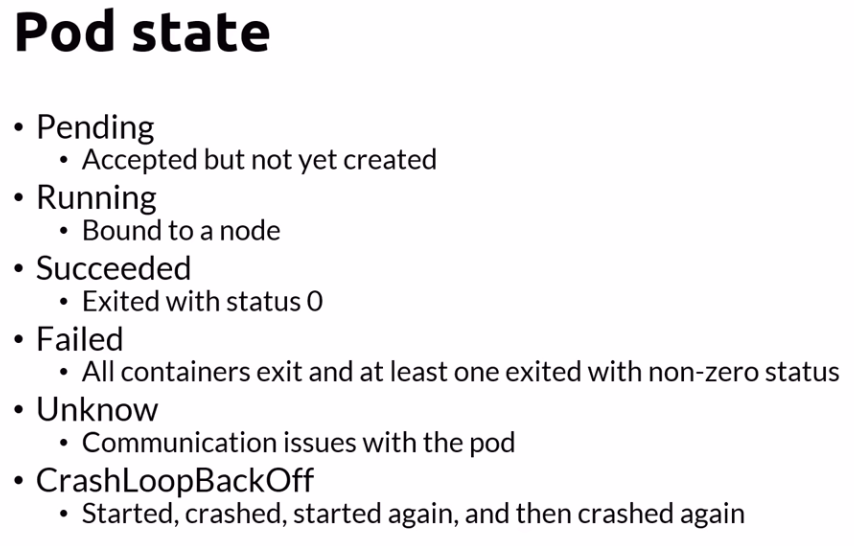 Pod state
• Pending
• Accepted but not yet created
• Running
• Bound to a node
• Succeeded
• Exited with status 0
• Failed
• All containers exit and at least one exited with non-zero status
• Unknow
• Communication issues with the pod
• CrashLoopBackOff
• Started, crashed, started again, and then crashed again